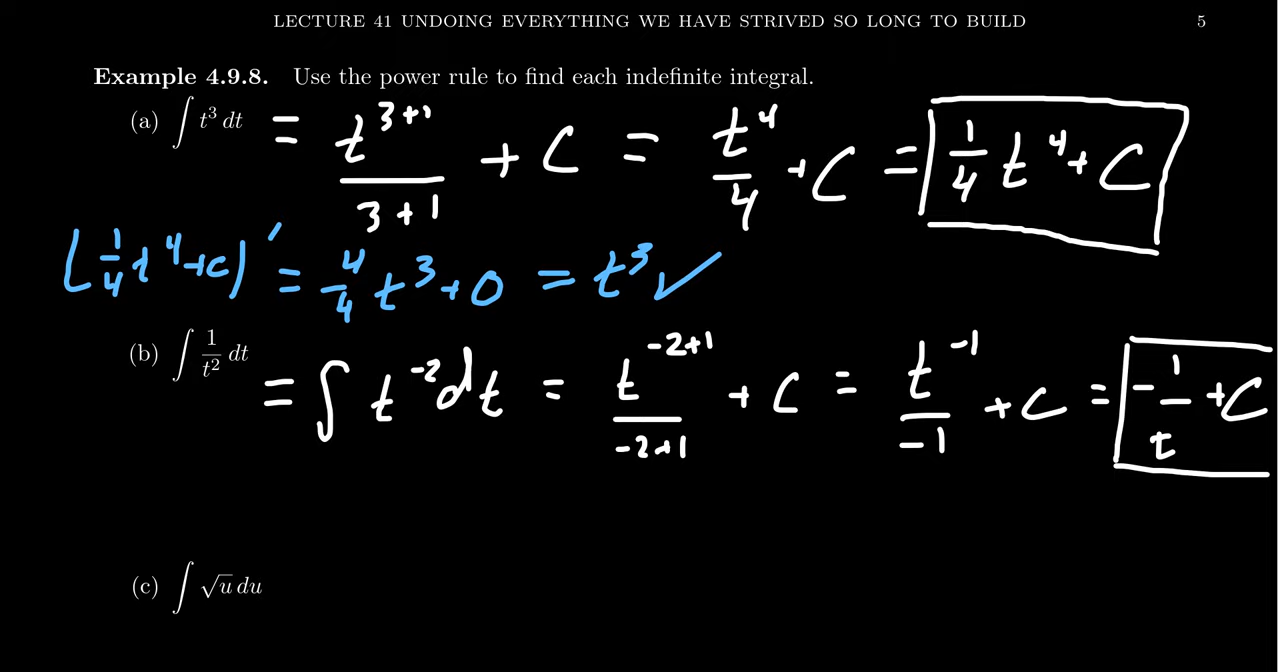 LECTURE 41 UNDOING EVERYTHING WE HAVE STRIVED SO LONG TO BUILD 5
Example 4.9.8. Use the power rule to find each indefinite integral.
(a) ∫ t³ dt = t^(3+1)/(3+1) + C = t⁴/4 + C = 1/4 t⁴ + C
(1/4 t⁴ + C)′ = 4/4 t³ + 0 = t³ ✓
(b) ∫ 1/t² dt = ∫ t⁻² dt = t^(-2+1)/(-2+1) + C = t⁻¹/-1 + C = -1/t + C
(c) ∫ √u du